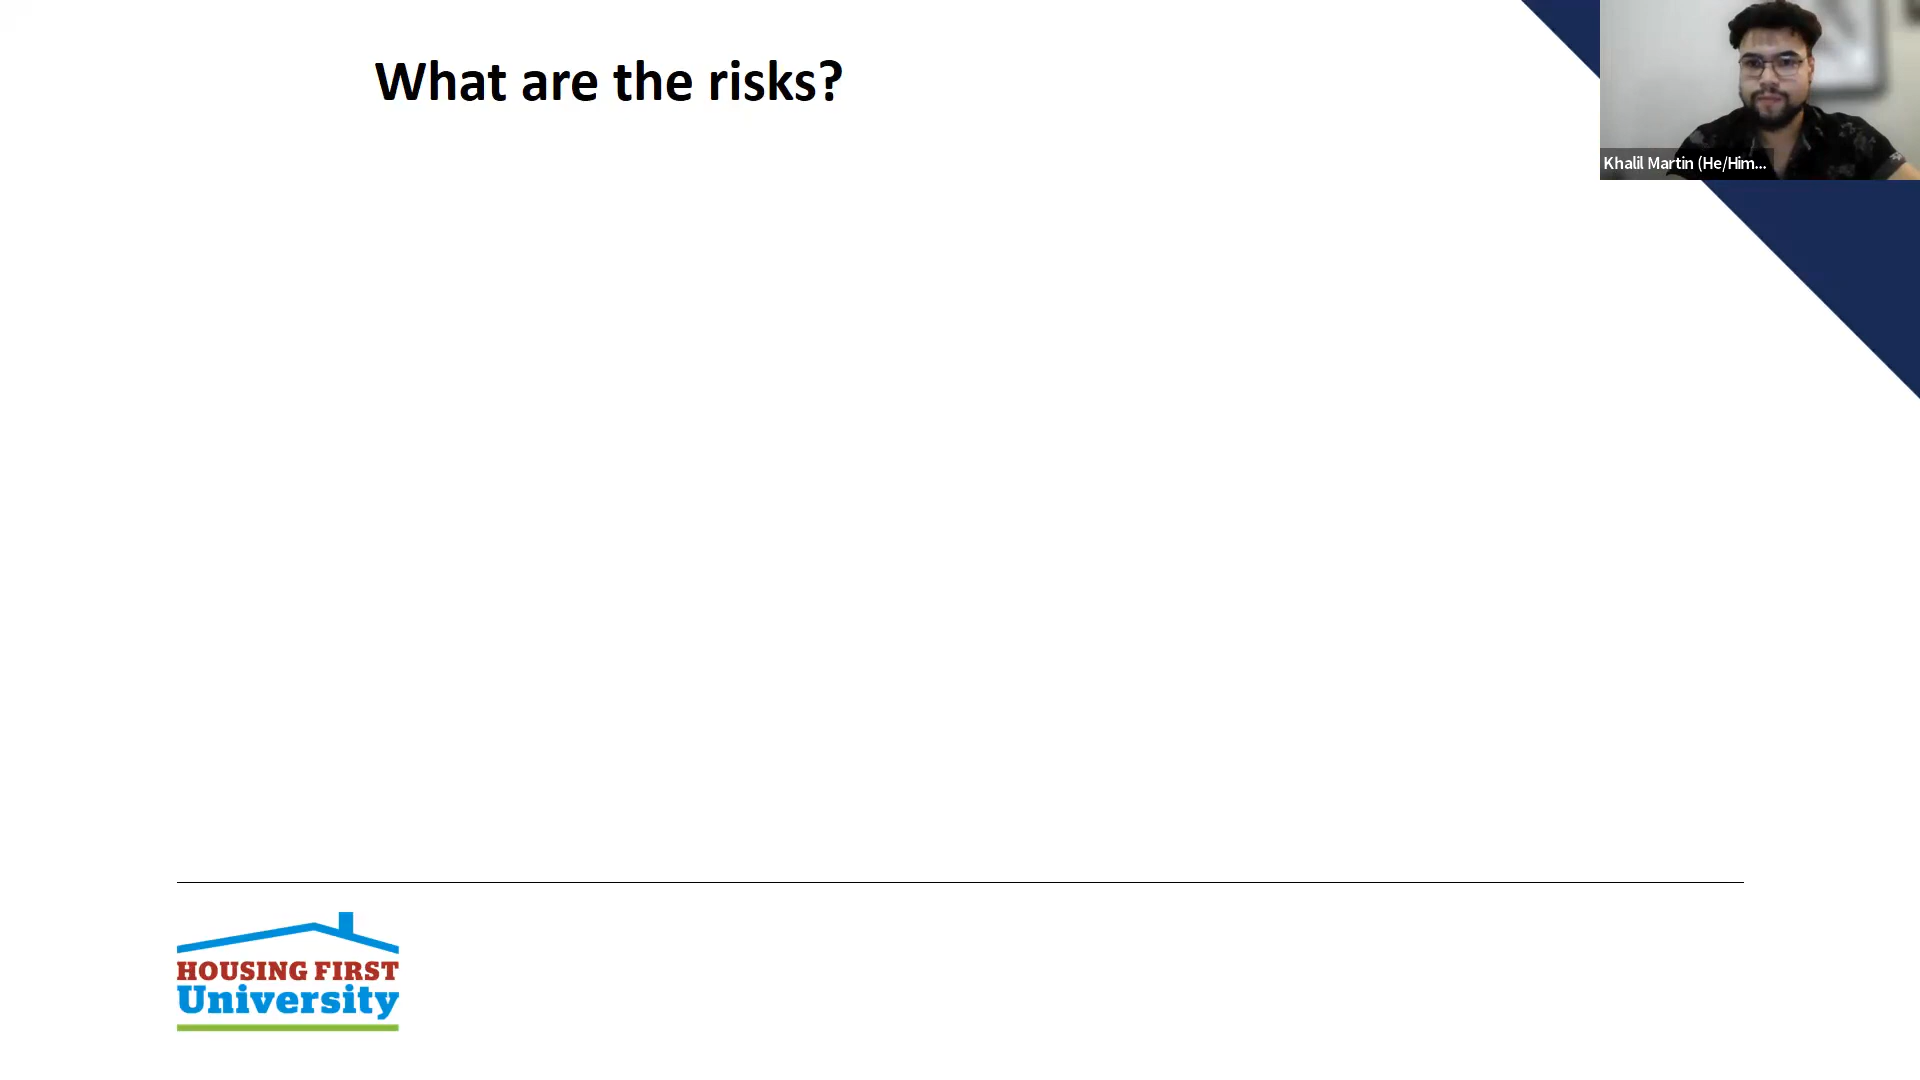 What are the risks?
Khalil Martin (He/Him...
HOUSING FIRST
University